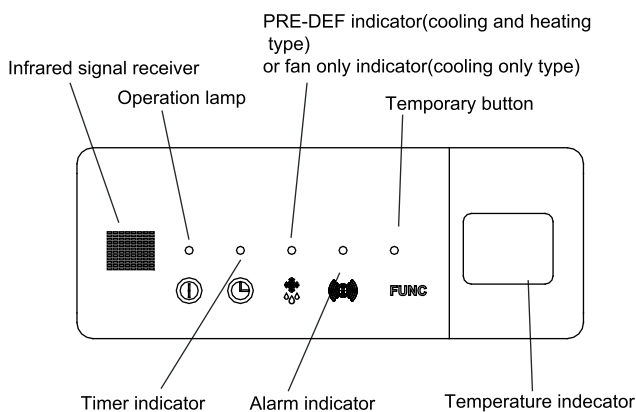 PRE-DEF indicator(cooling and heating
type)
or fan only indicator(cooling only type)
Infrared signal receiver
Operation lamp
Temporary button
FUNC
Timer indicator
Alarm indicator
Temperature indecator